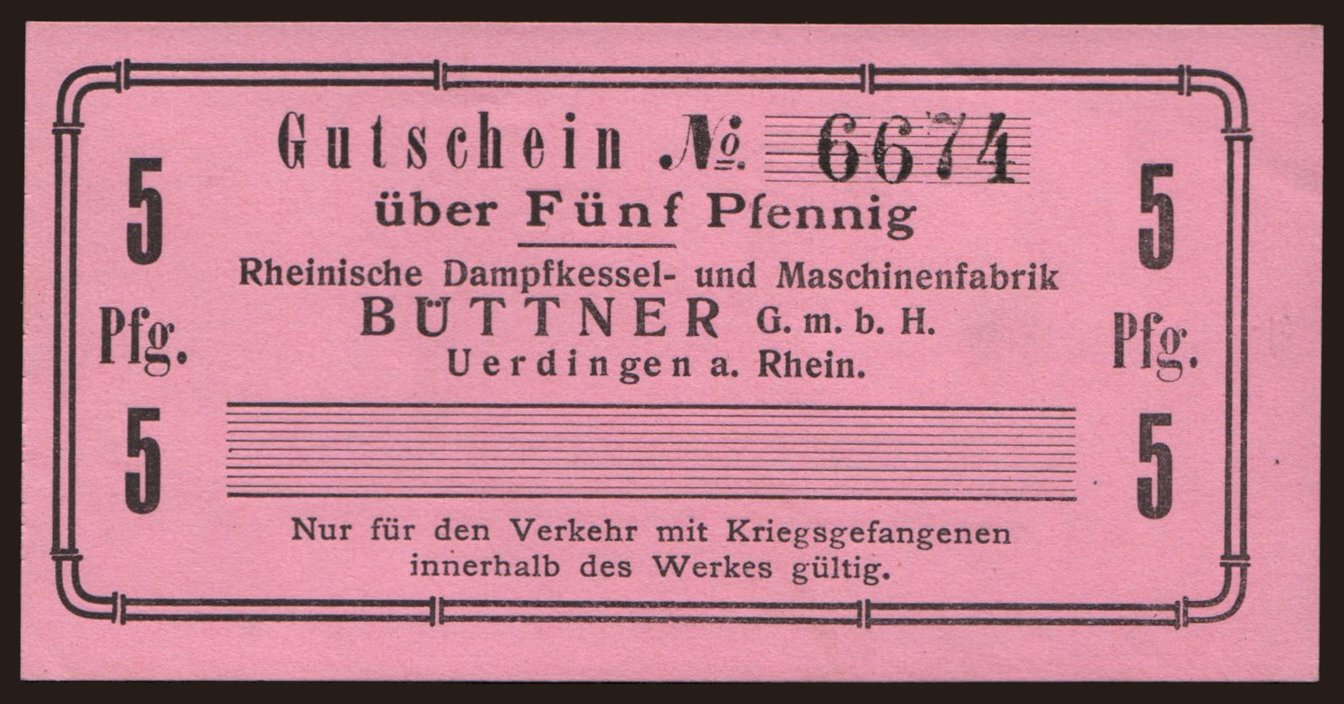 Gutschein No. 6674
über Fünf Pfennig
Rheinische Dampfkessel- und Maschinenfabrik
BÜTTNER G. m. b. H.
Uerdingen a. Rhein.
5
Pfg.
5
5
Pfg.
5
Nur für den Verkehr mit Kriegsgefangenen
innerhalb des Werkes gültig.